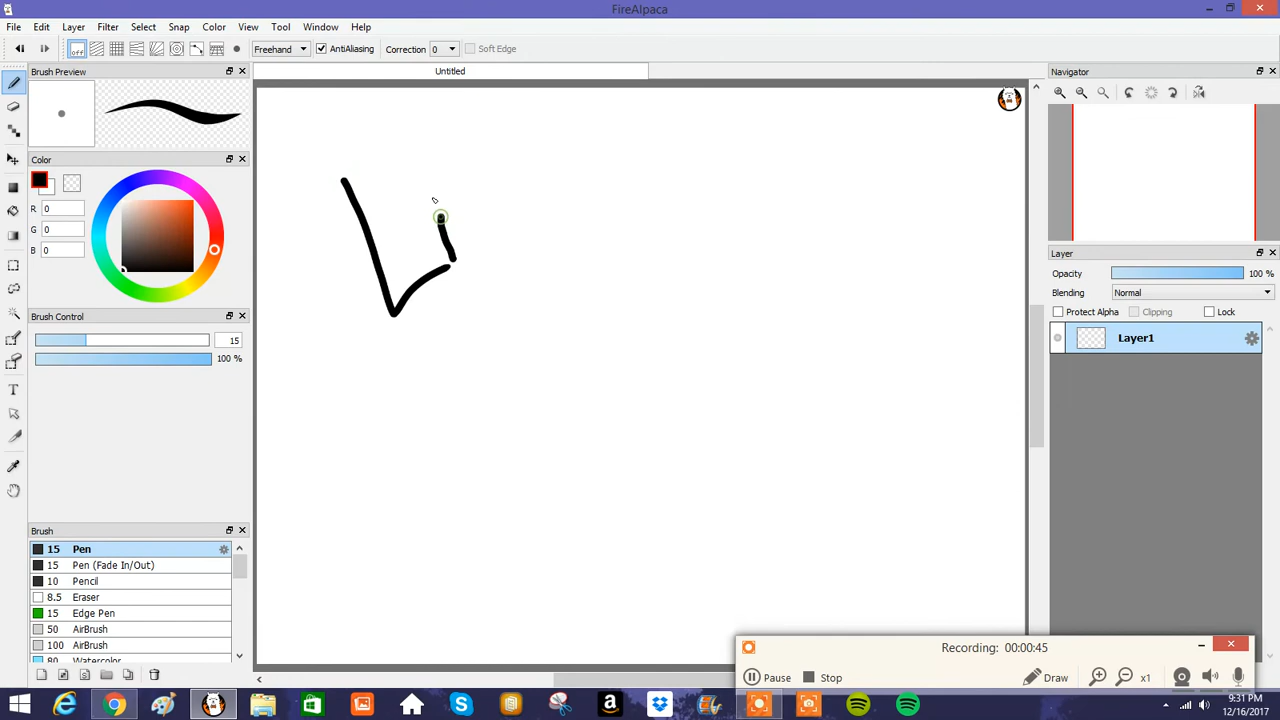 FireAlpaca
File Edit Layer Filter Select Snap Color View Tool Window Help
off Freehand AntiAliasing Correction 0 Soft Edge
Brush Preview
Untitled
Navigator
Color
R 0
G 0
B 0
Layer
Opacity 100 %
Blending Normal
Protect Alpha Clipping Lock
Layer1
Brush Control
15
100 %
Brush
15 Pen
15 Pen (Fade In/Out)
10 Pencil
8.5 Eraser
15 Edge Pen
50 AirBrush
100 AirBrush
80 Watercolor
Recording: 00:00:45
Pause Stop Draw x1
9:31 PM
12/16/2017